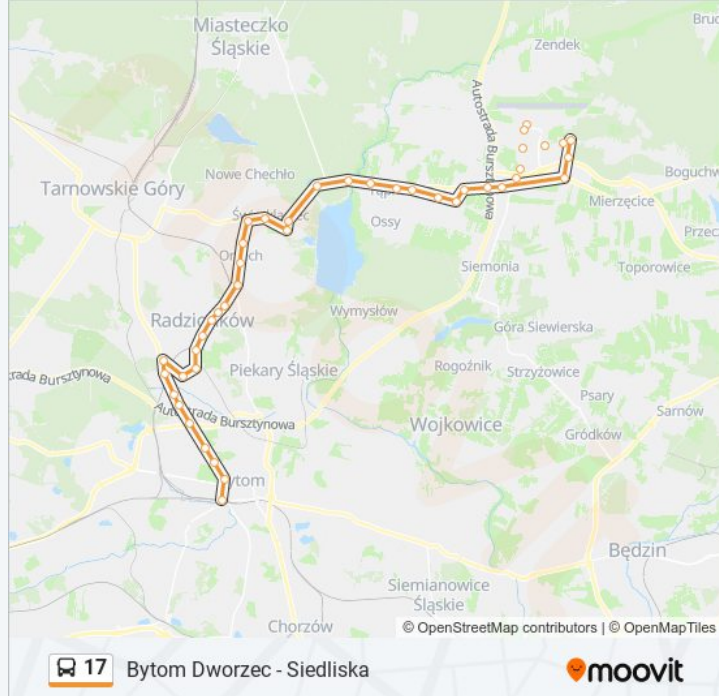 Miasteczko
Śląskie
Zendek
Autostrada Bursztynowa
Nowe Chechło
Tarnowskie Góry
Boguchw
Mierzęcice
Ossy
Przec
Siemonia
Toporowice
Radzionków
Wymysłów
Góra Siewierska
Piekary Śląskie
Rogoźnik
Strzyżowice
rada Bursztynowa
Psary
Autostrada Bursztynowa
Sarnów
Wojkowice
Gródków
Bytom
Będzin
Siemianowice
Śląskie
Chorzów
© OpenStreetMap contributors | © OpenMapTiles
17 Bytom Dworzec - Siedliska
moovit